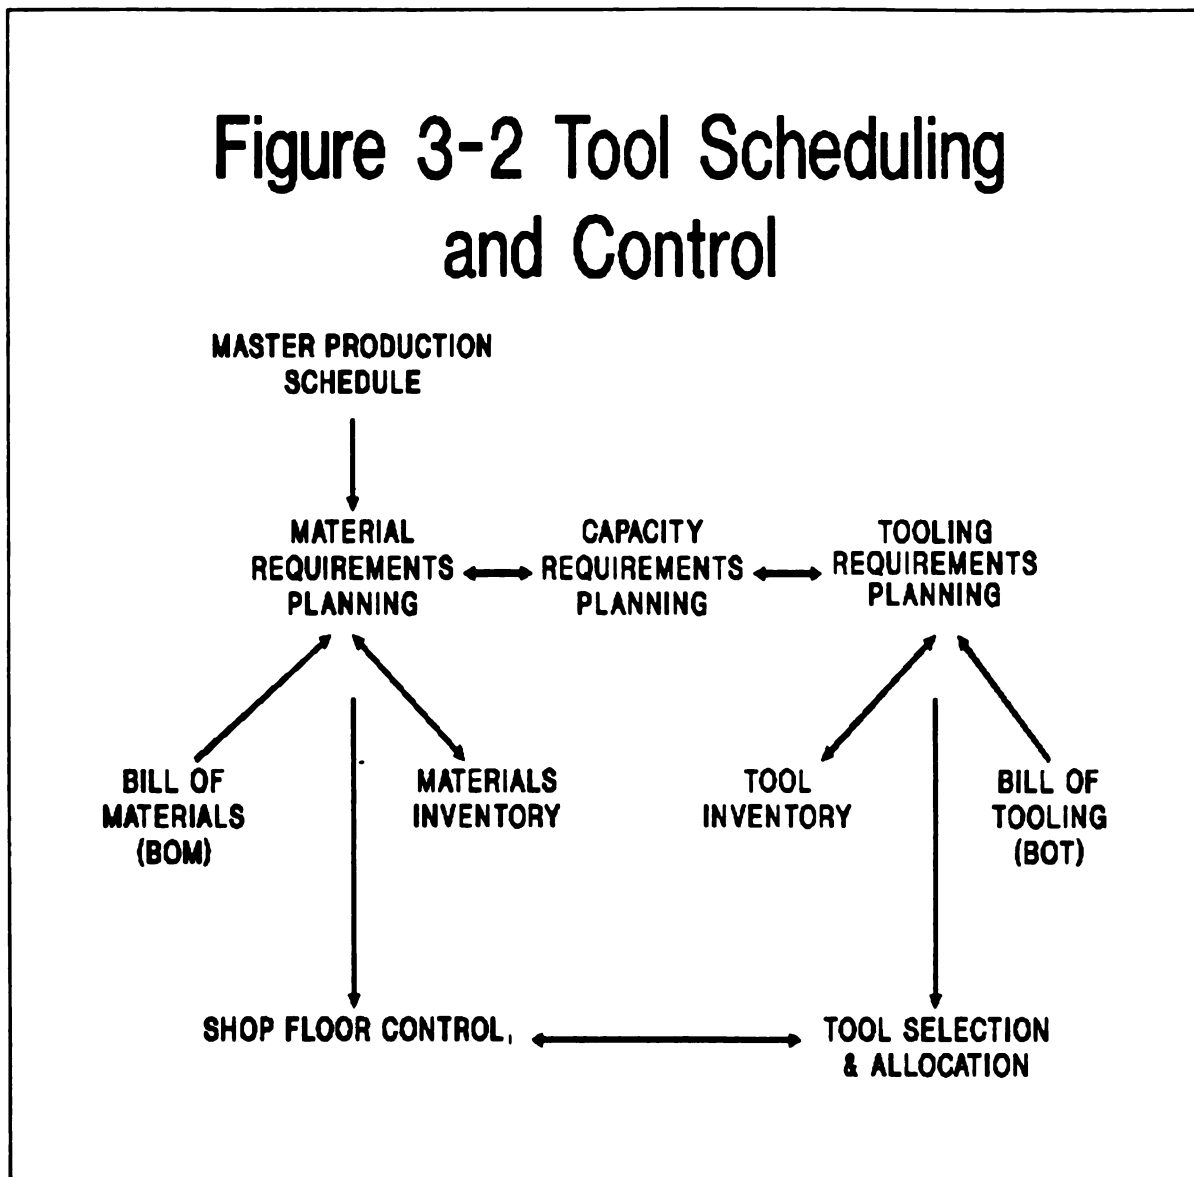 Figure 3-2 Tool Scheduling
and Control
MASTER PRODUCTION
SCHEDULE
MATERIAL
REQUIREMENTS
PLANNING
CAPACITY
REQUIREMENTS
PLANNING
TOOLING
REQUIREMENTS
PLANNING
BILL OF
MATERIALS
(BOM)
MATERIALS
INVENTORY
TOOL
INVENTORY
BILL OF
TOOLING
(BOT)
SHOP FLOOR CONTROL
TOOL SELECTION
& ALLOCATION